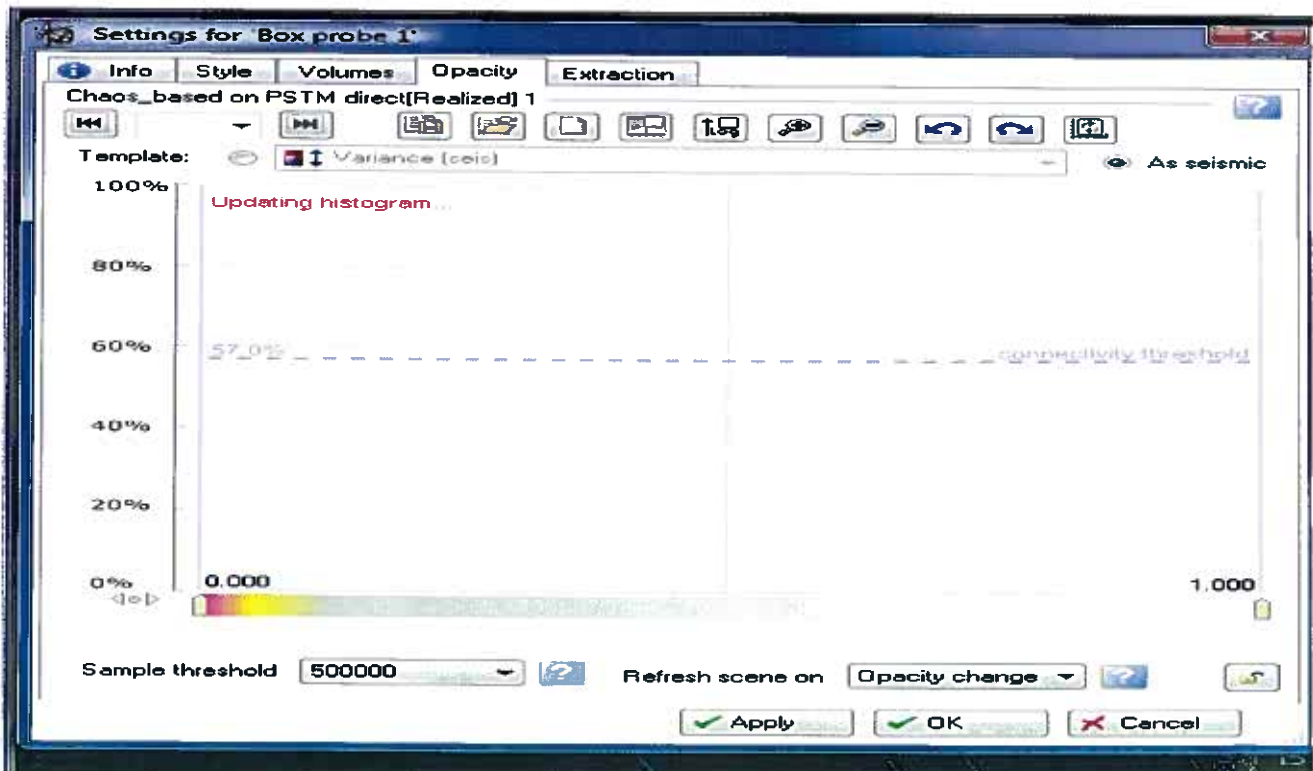 Settings for 'Box probe 1'
Info Style Volumes Opacity Extraction
Chaos_based on PSTM direct[Realized] 1
Template: Variance (seis) As seismic
100%
Updating histogram...
80%
60% 57.0% connectivity threshold
40%
20%
0% 0.000 1.000
Sample threshold 500000 Refresh scene on Opacity change
Apply OK Cancel